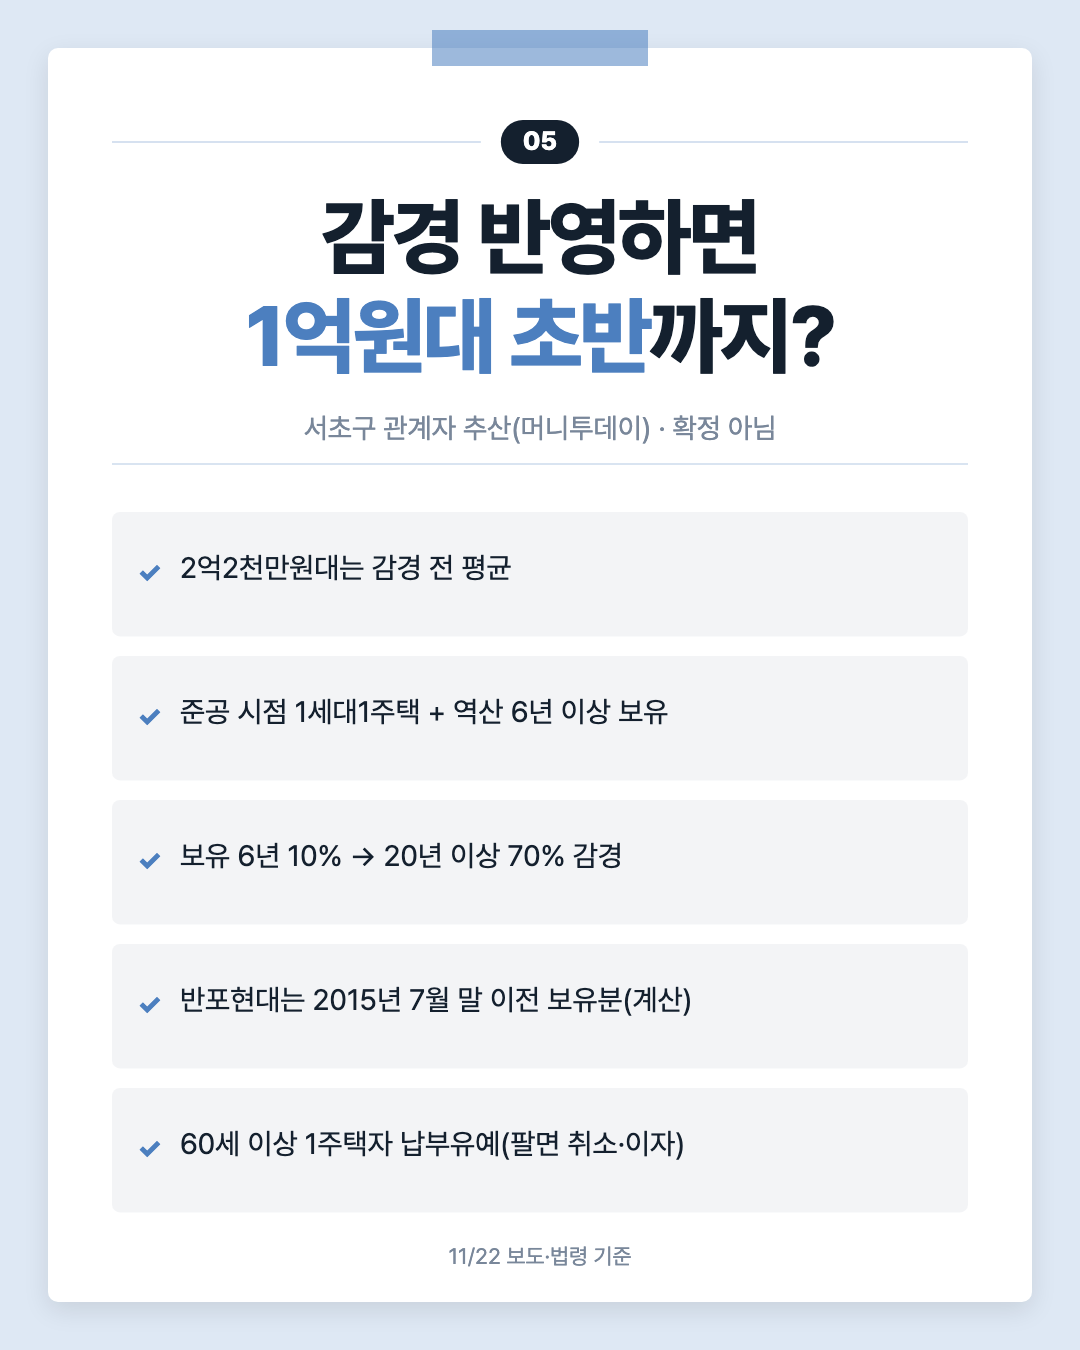 05
감경 반영하면
1억원대 초반까지?
서초구 관계자 추산(머니투데이) · 확정 아님
2억2천만원대는 감경 전 평균
준공 시점 1세대1주택 + 역산 6년 이상 보유
보유 6년 10% → 20년 이상 70% 감경
반포현대는 2015년 7월 말 이전 보유분(계산)
60세 이상 1주택자 납부유예(팔면 취소·이자)
11/22 보도·법령 기준